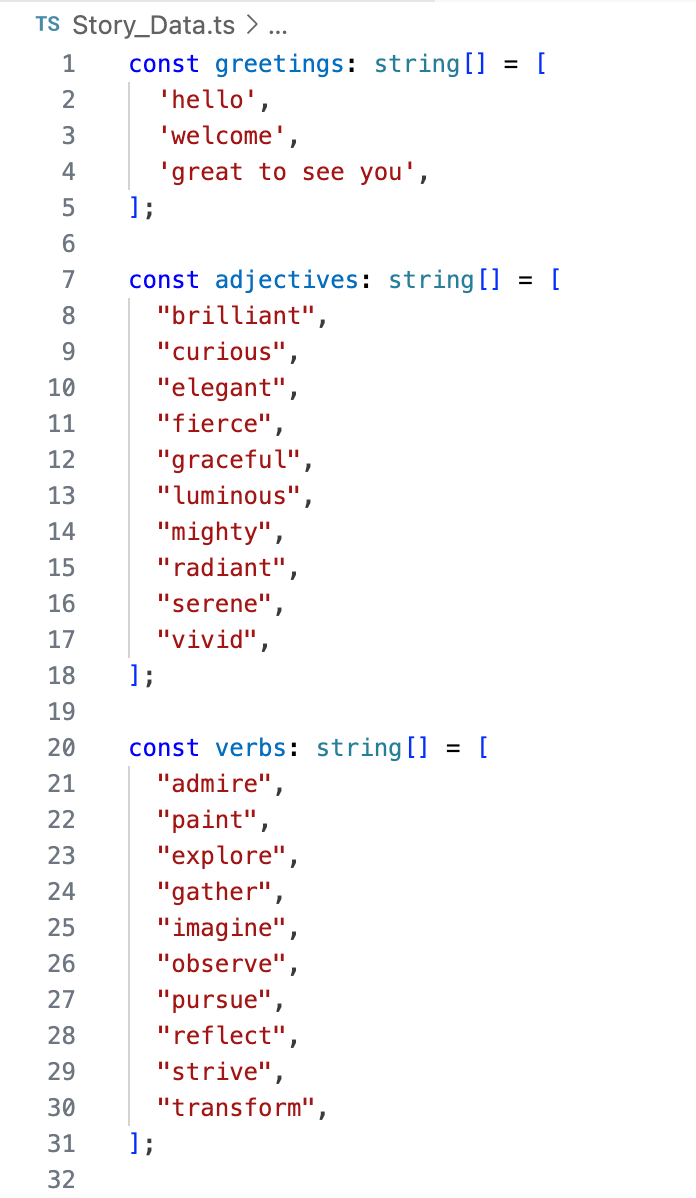 TS Story_Data.ts > ...
1 const greetings: string[] = [
2   'hello',
3   'welcome',
4   'great to see you',
5 ];
6
7 const adjectives: string[] = [
8   "brilliant",
9   "curious",
10   "elegant",
11   "fierce",
12   "graceful",
13   "luminous",
14   "mighty",
15   "radiant",
16   "serene",
17   "vivid",
18 ];
19
20 const verbs: string[] = [
21   "admire",
22   "paint",
23   "explore",
24   "gather",
25   "imagine",
26   "observe",
27   "pursue",
28   "reflect",
29   "strive",
30   "transform",
31 ];
32